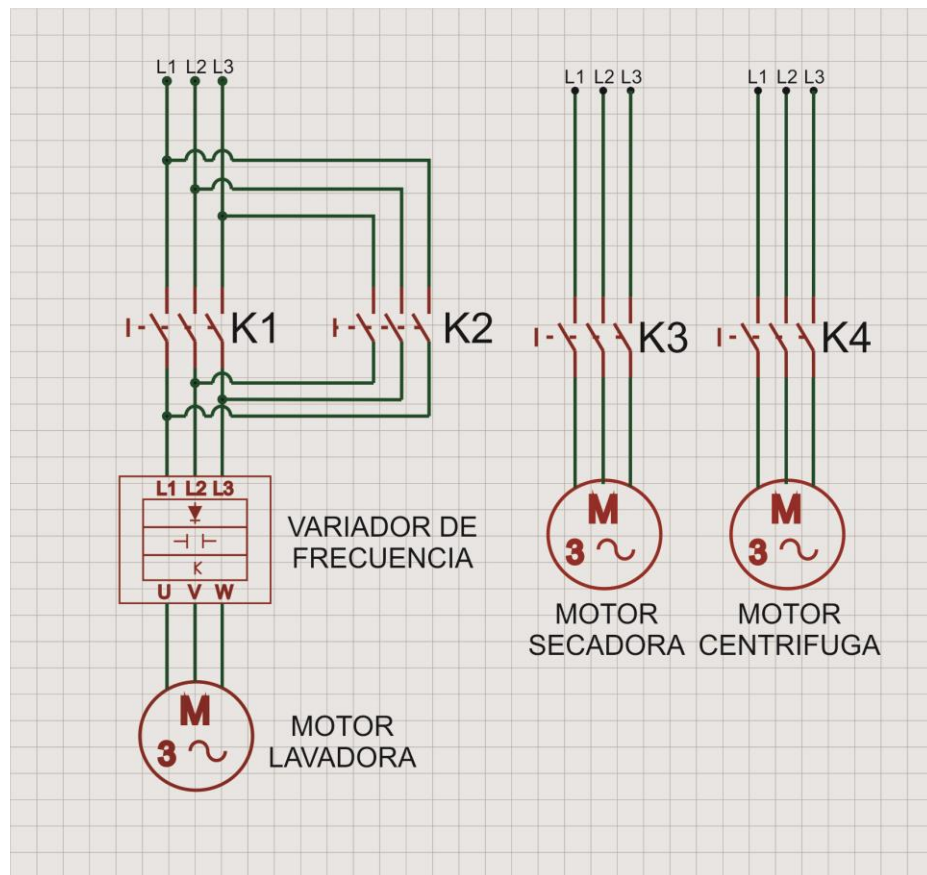 L1 L2 L3
L1 L2 L3
L1 L2 L3
K1
K2
K3
K4
L1 L2 L3
K
U V W
VARIADOR DE
FRECUENCIA
M
3
MOTOR
LAVADORA
M
3
MOTOR
SECADORA
M
3
MOTOR
CENTRIFUGA